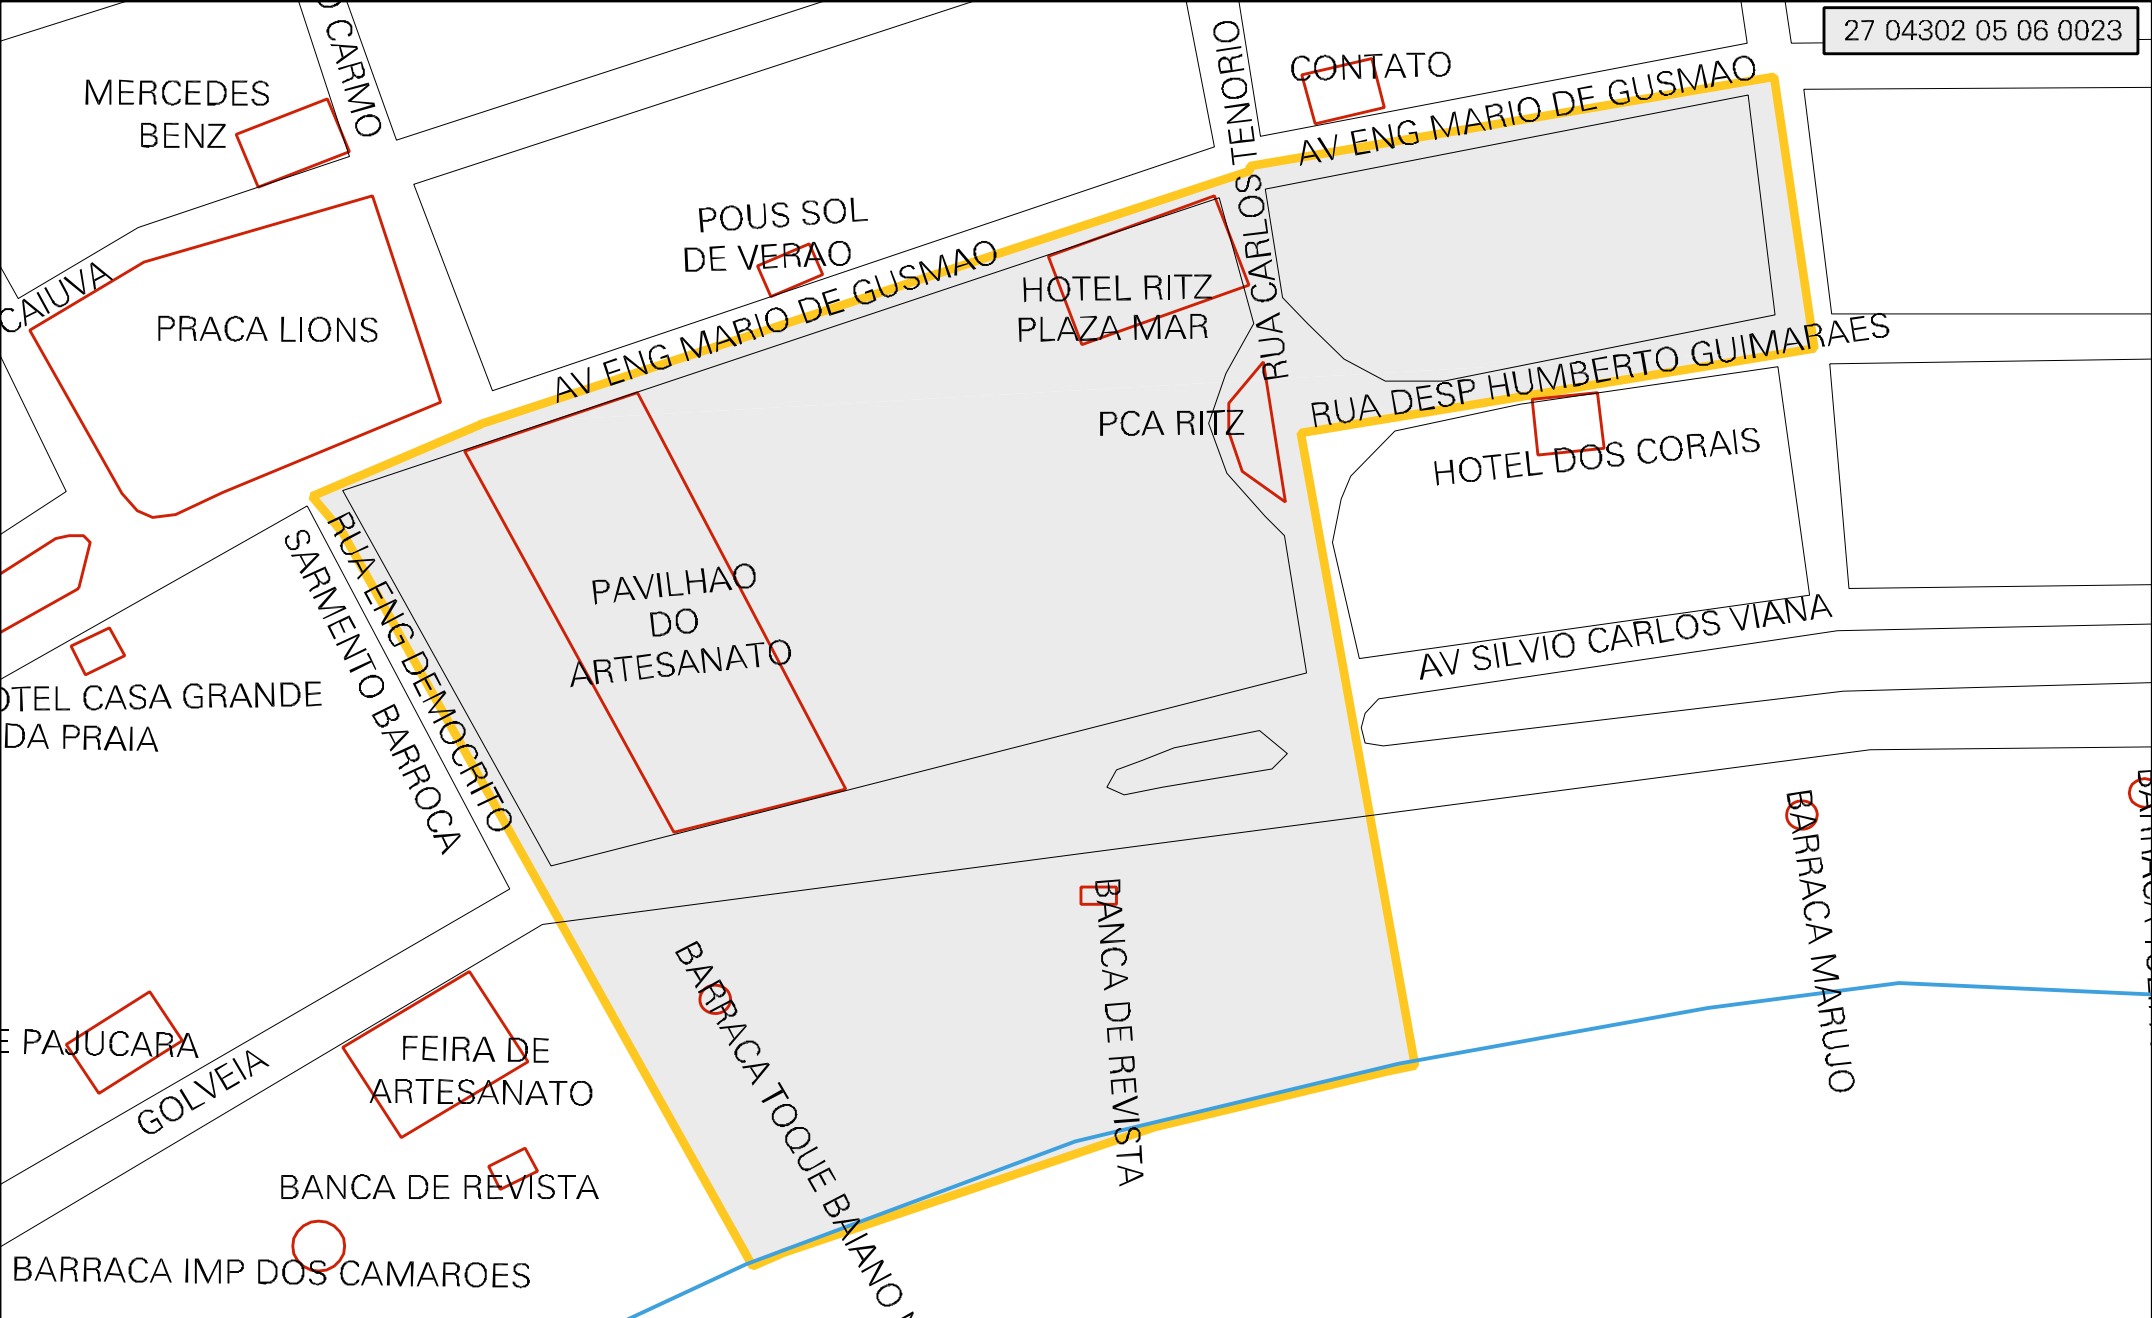 27 04302 05 06 0023
O CARMO
MERCEDES
BENZ
RUA CARLOS TENORIO
CONTATO
AV ENG MARIO DE GUSMAO
POUS SOL
DE VERAO
AV ENG MARIO DE GUSMAO
CAIUVA
PRACA LIONS
HOTEL RITZ
PLAZA MAR
RUA DESP HUMBERTO GUIMARAES
PCA RITZ
HOTEL DOS CORAIS
RUA ENG DEMOCRITO
SARMENTO BARROCA
PAVILHAO
DO
ARTESANATO
AV SILVIO CARLOS VIANA
OTEL CASA GRANDE
DA PRAIA
BARRACA MARUJO
BANCA DE REVISTA
BARRACA TOQUE BAIANO
E PAJUCARA
GOLVEIA
FEIRA DE
ARTESANATO
BANCA DE REVISTA
BARRACA IMP DOS CAMAROES